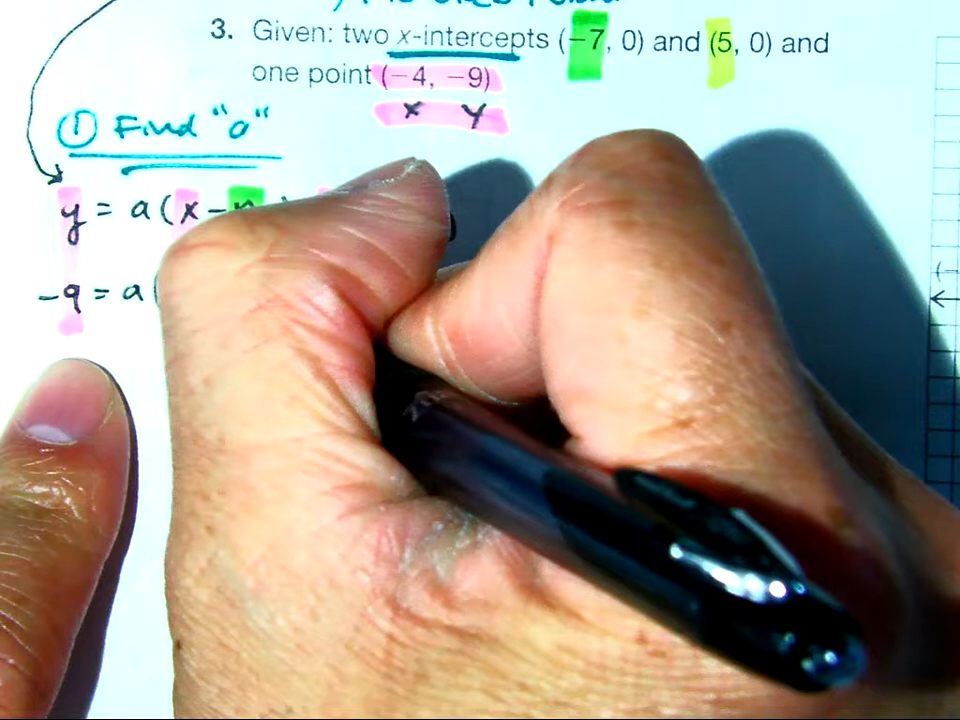 3. Given: two x-intercepts (−7, 0) and (5, 0) and
one point (−4, −9)
x y
① Find "a"
y = a(x−
−9 = a(